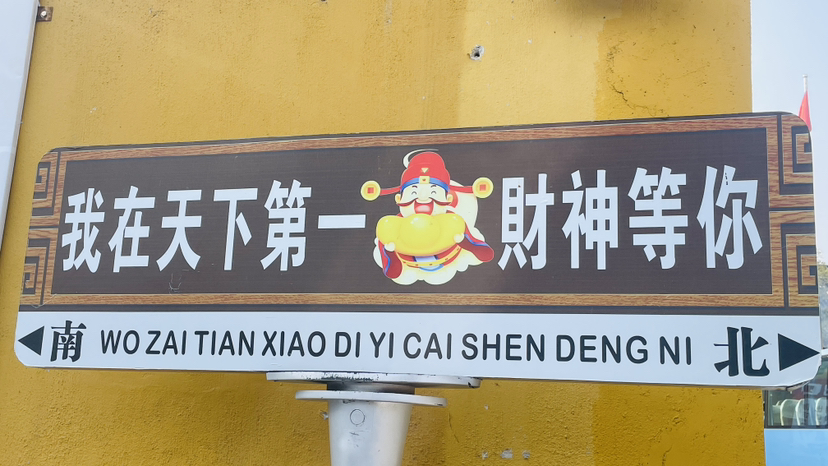 我在天下第一財神等你
南 WO ZAI TIAN XIAO DI YI CAI SHEN DENG NI 北